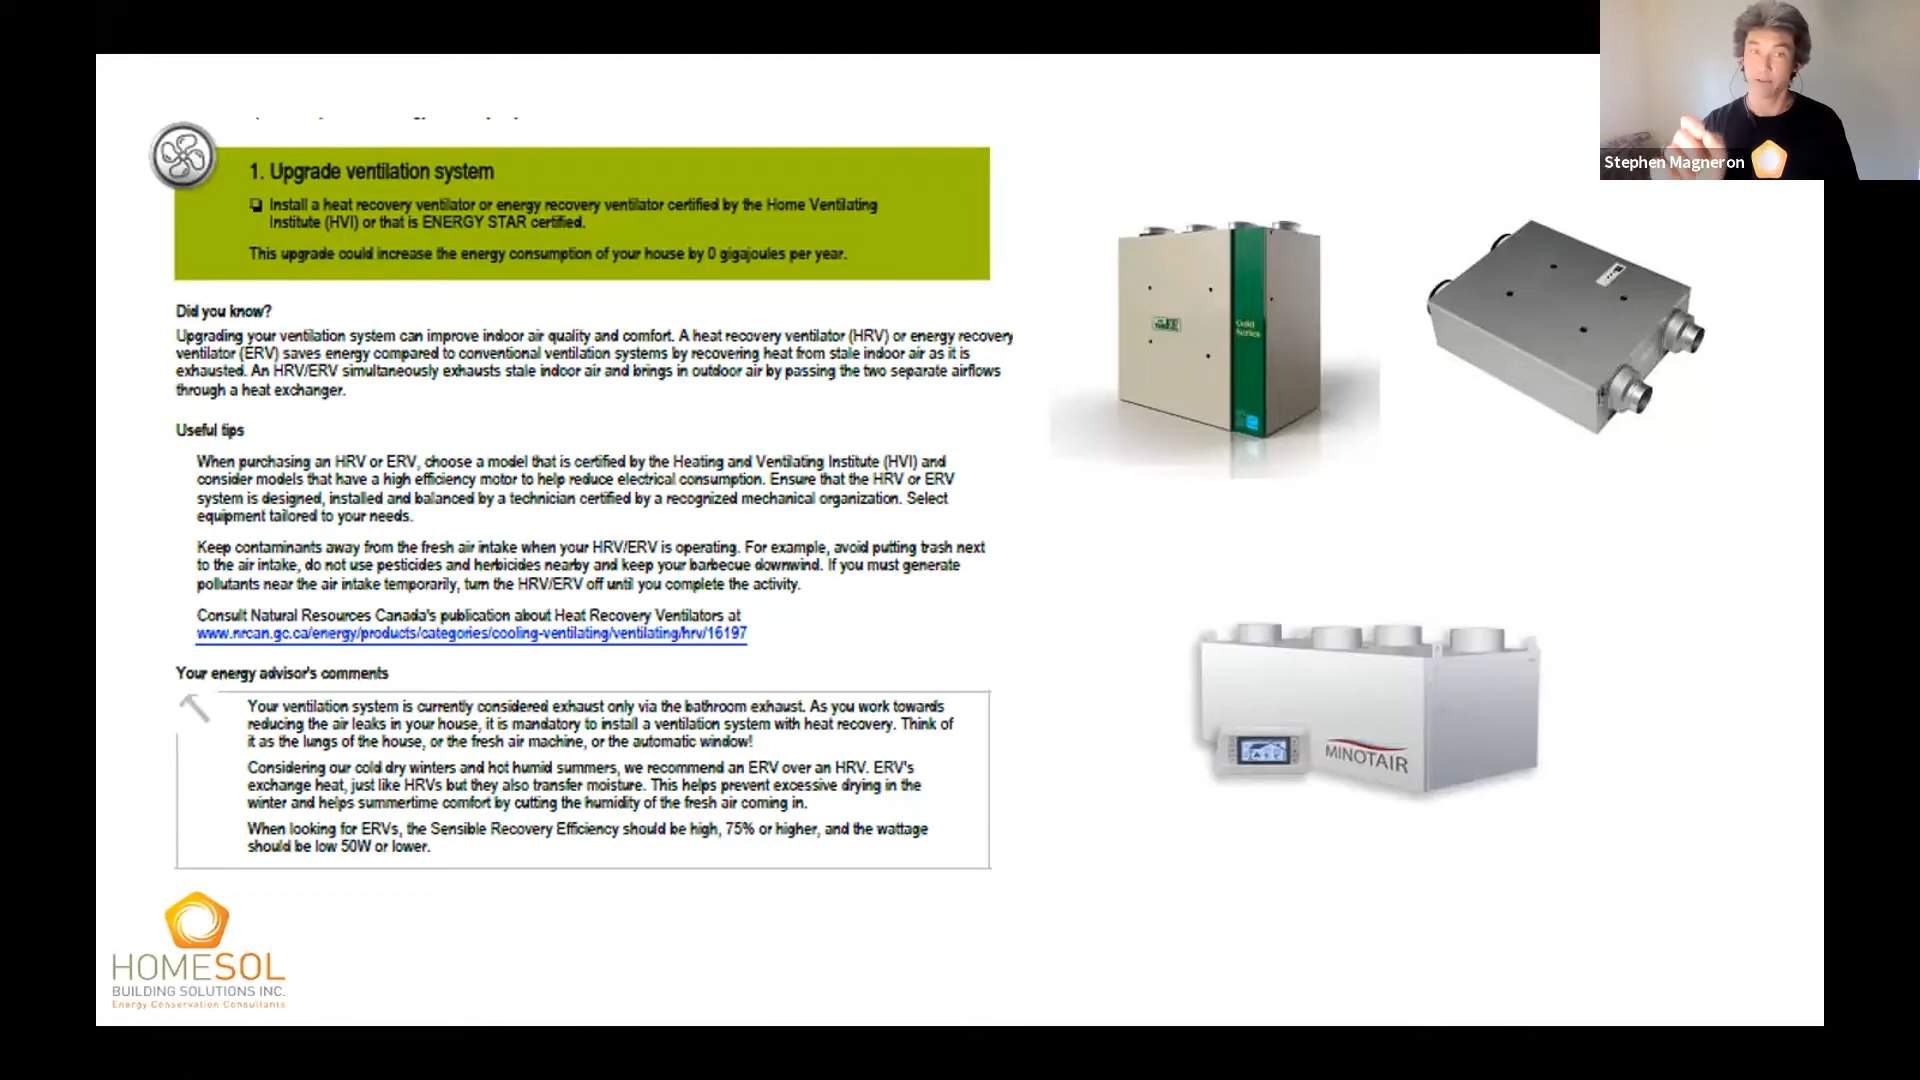 Stephen Magneron
1. Upgrade ventilation system
❏ Install a heat recovery ventilator or energy recovery ventilator certified by the Home Ventilating
Institute (HVI) or that is ENERGY STAR certified.
This upgrade could increase the energy consumption of your house by 0 gigajoules per year.
Did you know?
Upgrading your ventilation system can improve indoor air quality and comfort. A heat recovery ventilator (HRV) or energy recovery
ventilator (ERV) saves energy compared to conventional ventilation systems by recovering heat from stale indoor air as it is
exhausted. An HRV/ERV simultaneously exhausts stale indoor air and brings in outdoor air by passing the two separate airflows
through a heat exchanger.
Useful tips
When purchasing an HRV or ERV, choose a model that is certified by the Heating and Ventilating Institute (HVI) and
consider models that have a high efficiency motor to help reduce electrical consumption. Ensure that the HRV or ERV
system is designed, installed and balanced by a technician certified by a recognized mechanical organization. Select
equipment tailored to your needs.
Keep contaminants away from the fresh air intake when your HRV/ERV is operating. For example, avoid putting trash next
to the air intake, do not use pesticides and herbicides nearby and keep your barbecue downwind. If you must generate
pollutants near the air intake temporarily, turn the HRV/ERV off until you complete the activity.
Consult Natural Resources Canada's publication about Heat Recovery Ventilators at
www.nrcan.gc.ca/energy/products/categories/cooling-ventilating/ventilating/hrv/16197
Your energy advisor's comments
Your ventilation system is currently considered exhaust only via the bathroom exhaust. As you work towards
reducing the air leaks in your house, it is mandatory to install a ventilation system with heat recovery. Think of
it as the lungs of the house, or the fresh air machine, or the automatic window!
Considering our cold dry winters and hot humid summers, we recommend an ERV over an HRV. ERV's
exchange heat, just like HRVs but they also transfer moisture. This helps prevent excessive drying in the
winter and helps summertime comfort by cutting the humidity of the fresh air coming in.
When looking for ERVs, the Sensible Recovery Efficiency should be high, 75% or higher, and the wattage
should be low 50W or lower.
Gold
Series
MINOTAIR
HOMESOL
BUILDING SOLUTIONS INC.
Energy Conservation Consultants